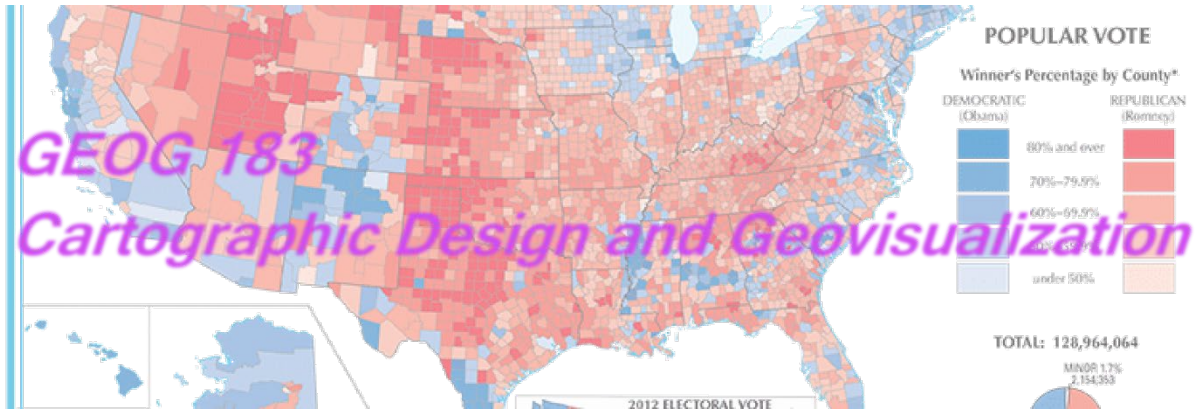 POPULAR VOTE
Winner's Percentage by County*
DEMOCRATIC REPUBLICAN
(Obama) (Romney)
80% and over
GEOG 183
70%–79.9%
60%–69.9%
Cartographic Design and Geovisualization
under 50%
TOTAL: 128,964,064
MINOR 1.7%
2,154,353
2012 ELECTORAL VOTE